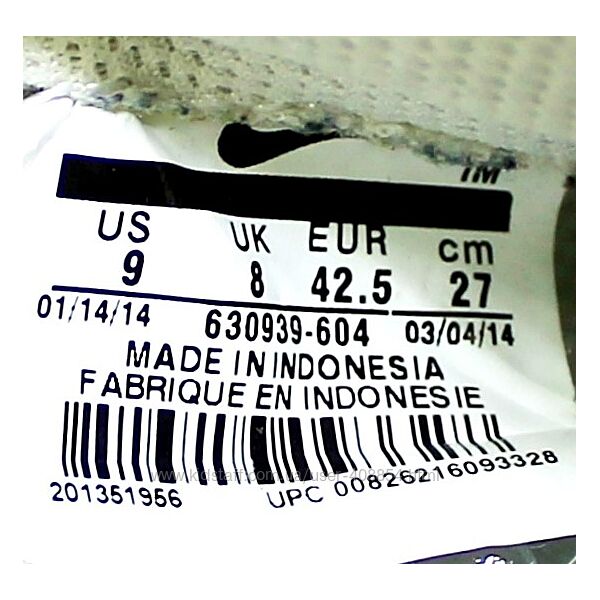 TM
US UK EUR cm
9 8 42.5 27
01/14/14 630939-604 03/04/14
MADE IN INDONESIA
FABRIQUE EN INDONESIE
201351956 UPC 00826216093328